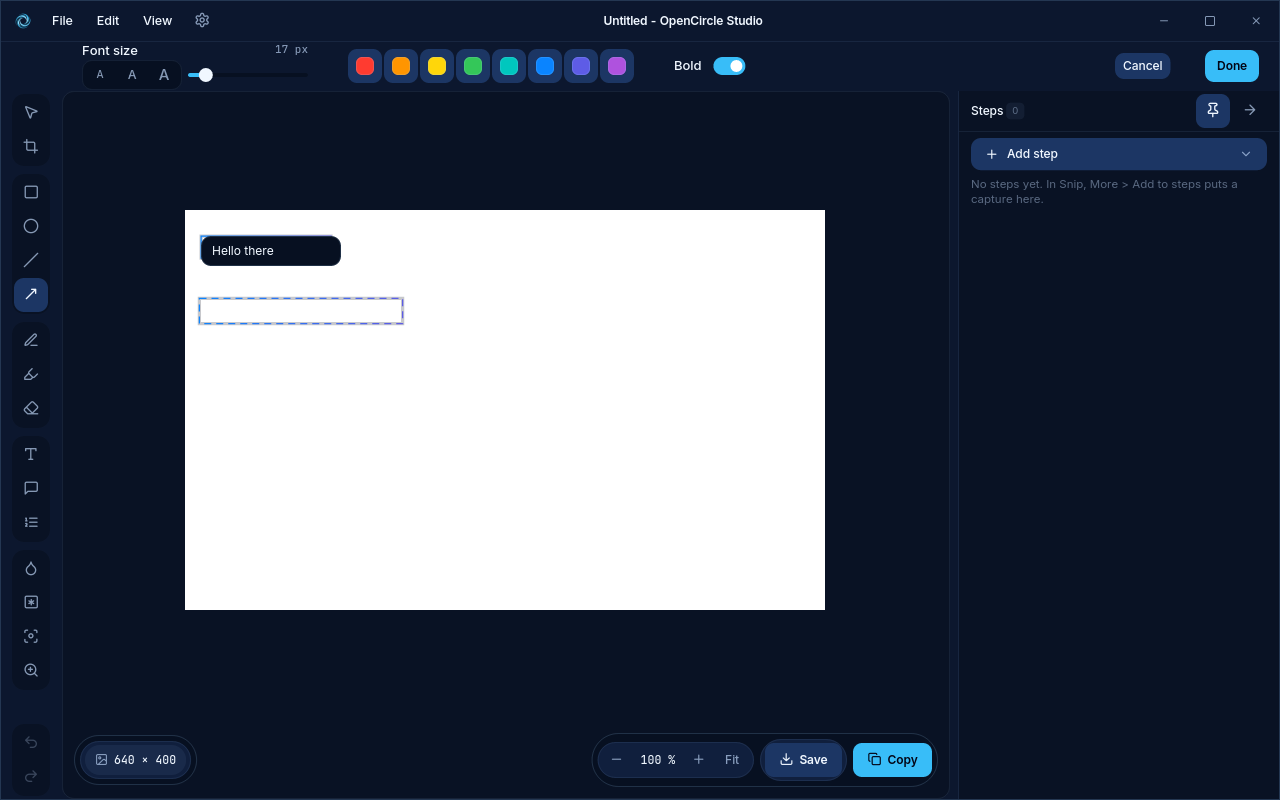 File Edit View Untitled - OpenCircle Studio
Font size 17 px
A A A
Bold
Cancel
Done
Steps 0
Add step
No steps yet. In Snip, More > Add to steps puts a
capture here.
Hello there
640 × 400
100 %
Fit
Save
Copy